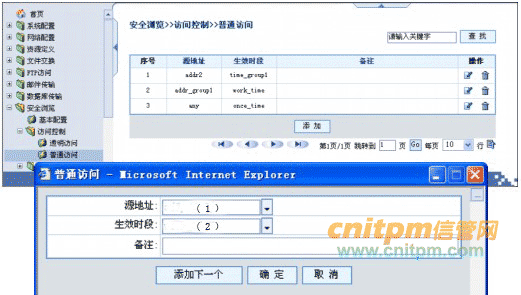 首页
系统配置
网络配置
资源定义
文件交换
FTP访问
邮件传输
数据库传输
安全浏览
基本配置
访问控制
透明访问
普通访问
安全浏览>>访问控制>>普通访问
请输入关键字 查 找
序号 源地址 生效时段 备注 操作
1 addr2 time_group1
2 addr_group1 work_time
3 any once_time
添 加
第1页/1页 跳转到 1 页 Go 每页 10 行
普通访问 - Microsoft Internet Explorer
源地址: （1）
生效时段: （2）
备注:
添加下一个 确 定 取 消
cnitpm信管网
www.cnitpm.com